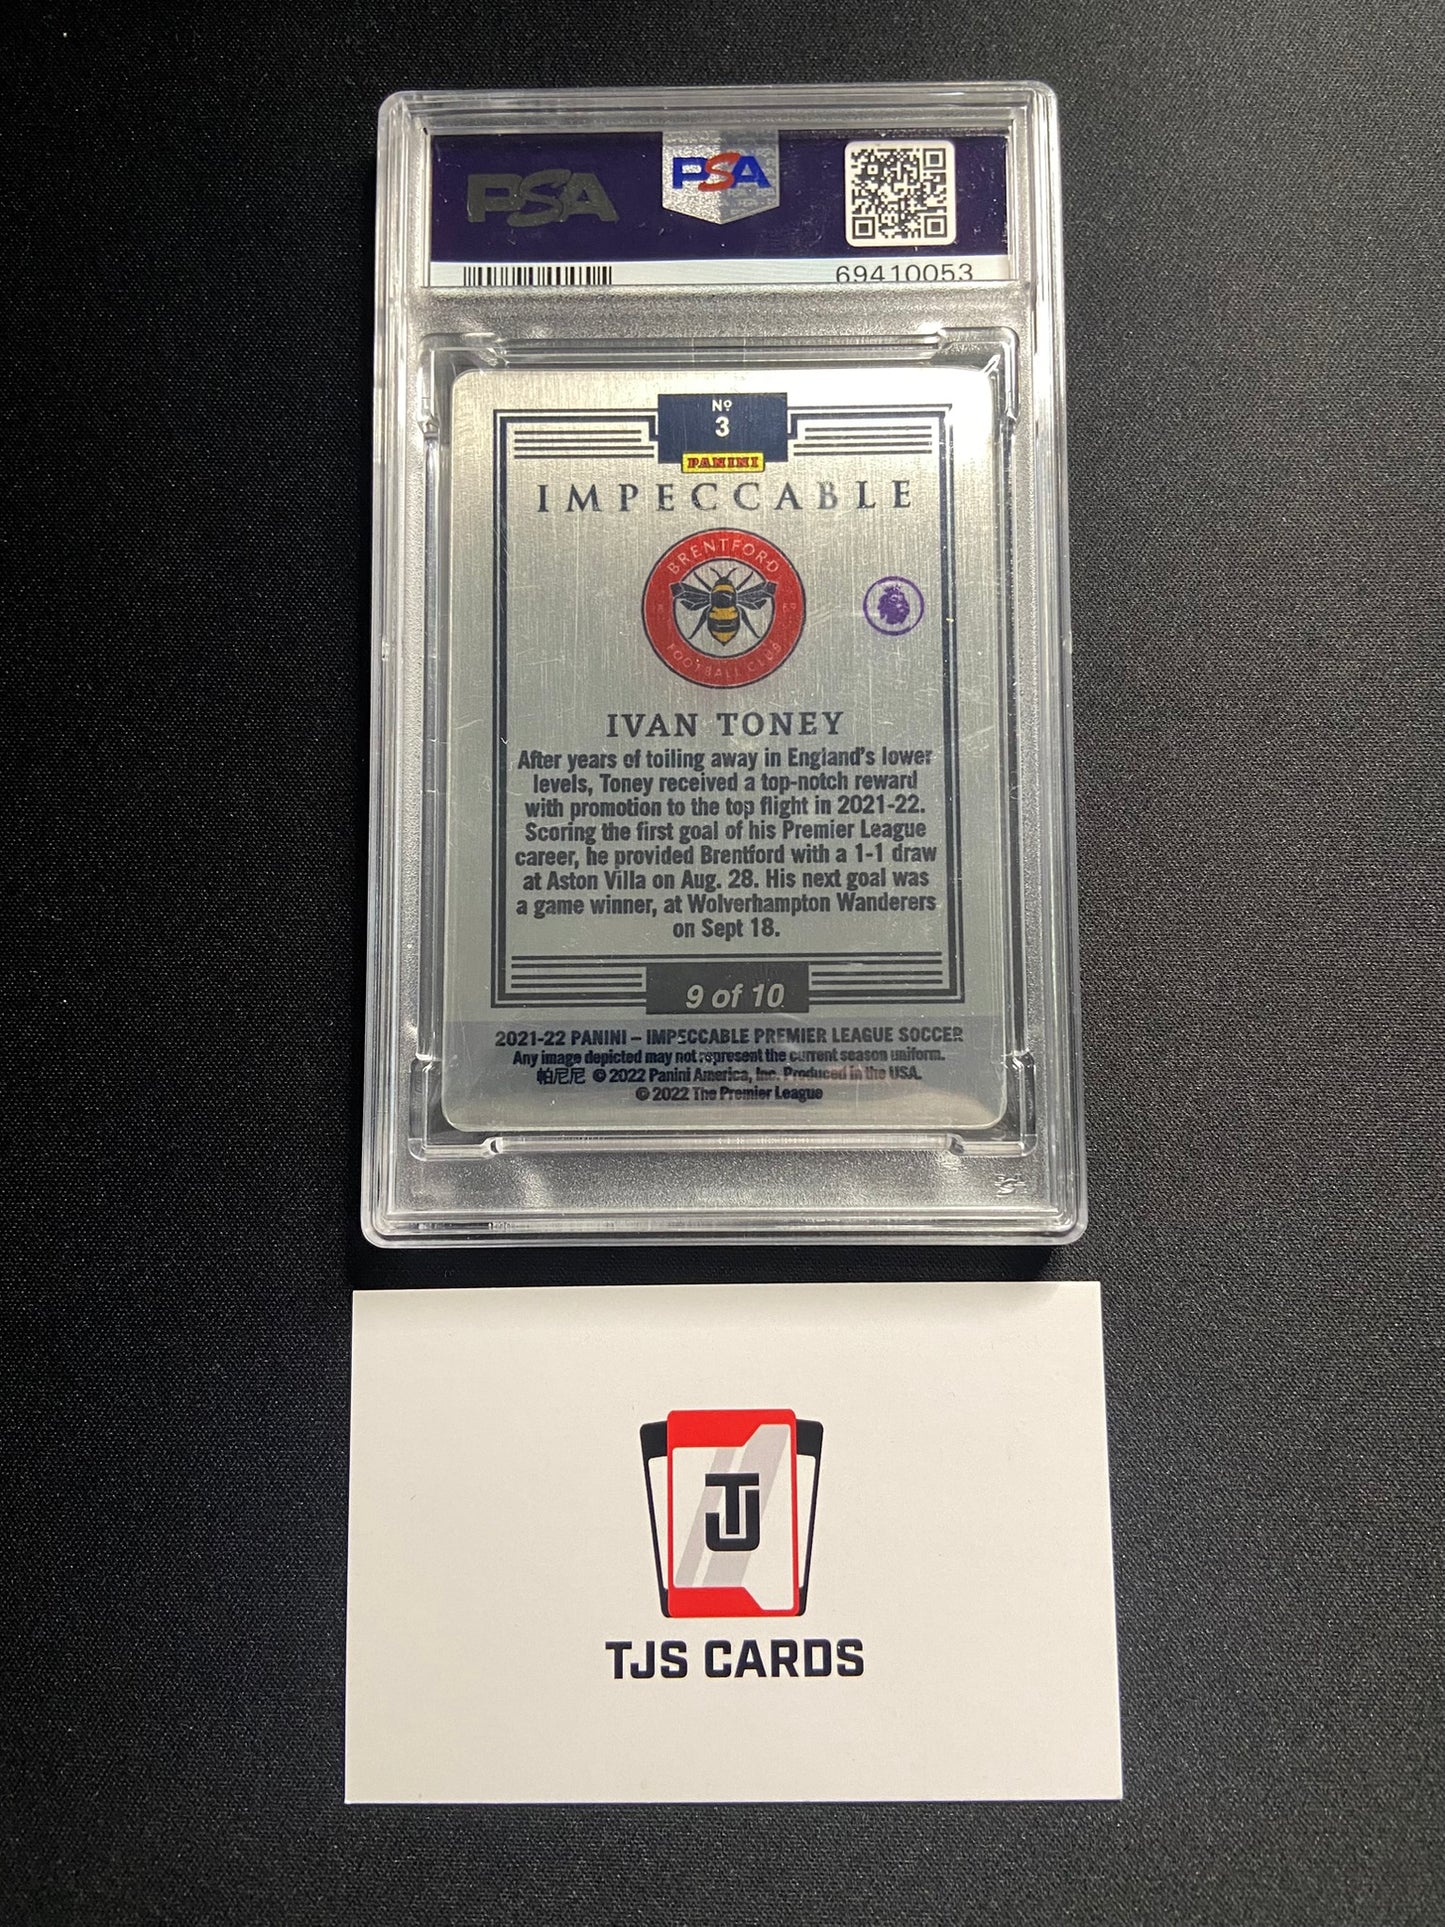 PSA
PSA
69410053
Nº
3
PANINI
IMPECCABLE
BRENTFORD
FOOTBALL CLUB
IVAN TONEY
After years of toiling away in England's lower
levels, Toney received a top-notch reward
with promotion to the top flight in 2021-22.
Scoring the first goal of his Premier League
career, he provided Brentford with a 1-1 draw
at Aston Villa on Aug. 28. His next goal was
a game winner, at Wolverhampton Wanderers
on Sept 18.
9 of 10
2021-22 PANINI – IMPECCABLE PREMIER LEAGUE SOCCER
Any image depicted may not represent the current season uniform.
帕尼尼 © 2022 Panini America, Inc. Produced in the USA.
© 2022 The Premier League
TJ
TJS CARDS